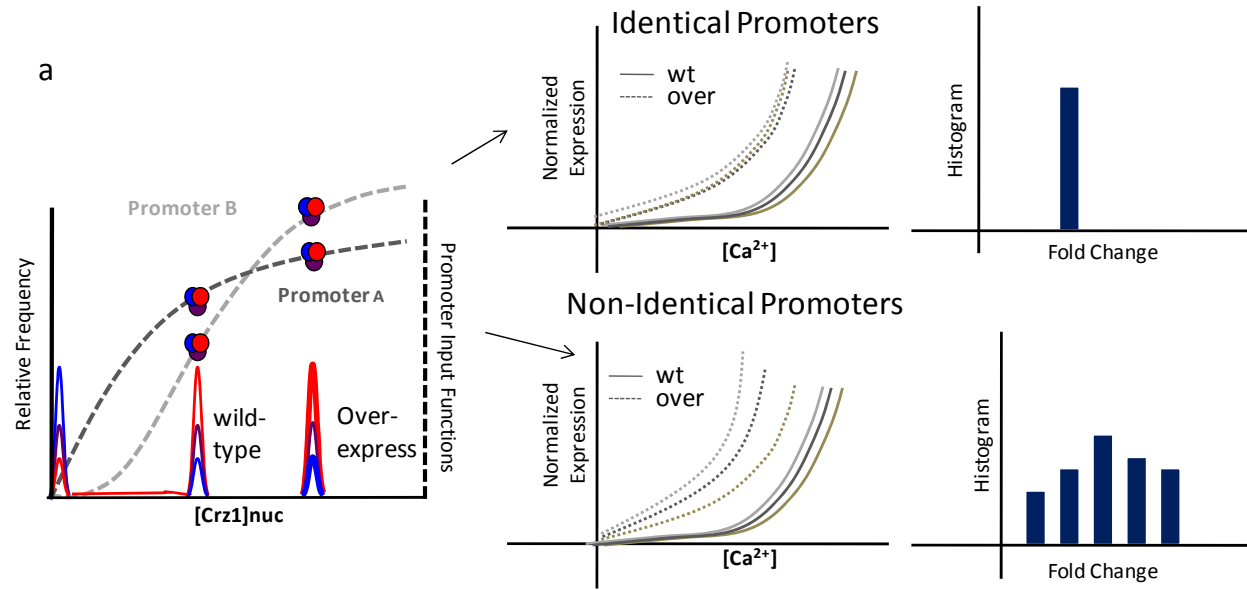 a
Relative Frequency
Promoter B
Promoter A
wild-
type
Over-
express
Promoter Input Functions
[Crz1]nuc
Identical Promoters
Normalized
Expression
wt
over
[Ca²⁺]
Histogram
Fold Change
Non-Identical Promoters
Normalized
Expression
wt
over
[Ca²⁺]
Histogram
Fold Change